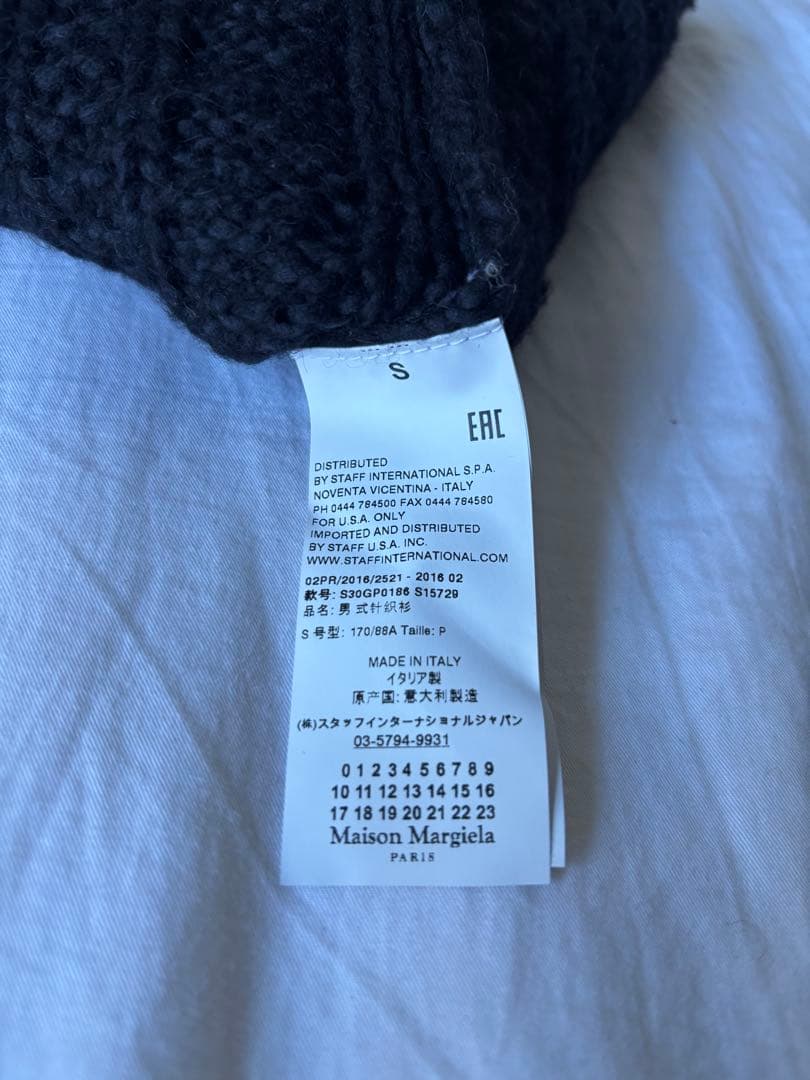 S
EAC
DISTRIBUTED
BY STAFF INTERNATIONAL S.P.A.
NOVENTA VICENTINA - ITALY
PH 0444 784500 FAX 0444 784580
FOR U.S.A. ONLY
IMPORTED AND DISTRIBUTED
BY STAFF U.S.A. INC.
WWW.STAFFINTERNATIONAL.COM
02PR/2016/2521 - 2016 02
款号: S30GP0186 S15729
品名: 男式针织衫
S 号型: 170/88A Taille: P
MADE IN ITALY
イタリア製
原产国: 意大利製造
(株)スタッフインターナショナルジャパン
03-5794-9931
0 1 2 3 4 5 6 7 8 9
10 11 12 13 14 15 16
17 18 19 20 21 22 23
Maison Margiela
PARIS